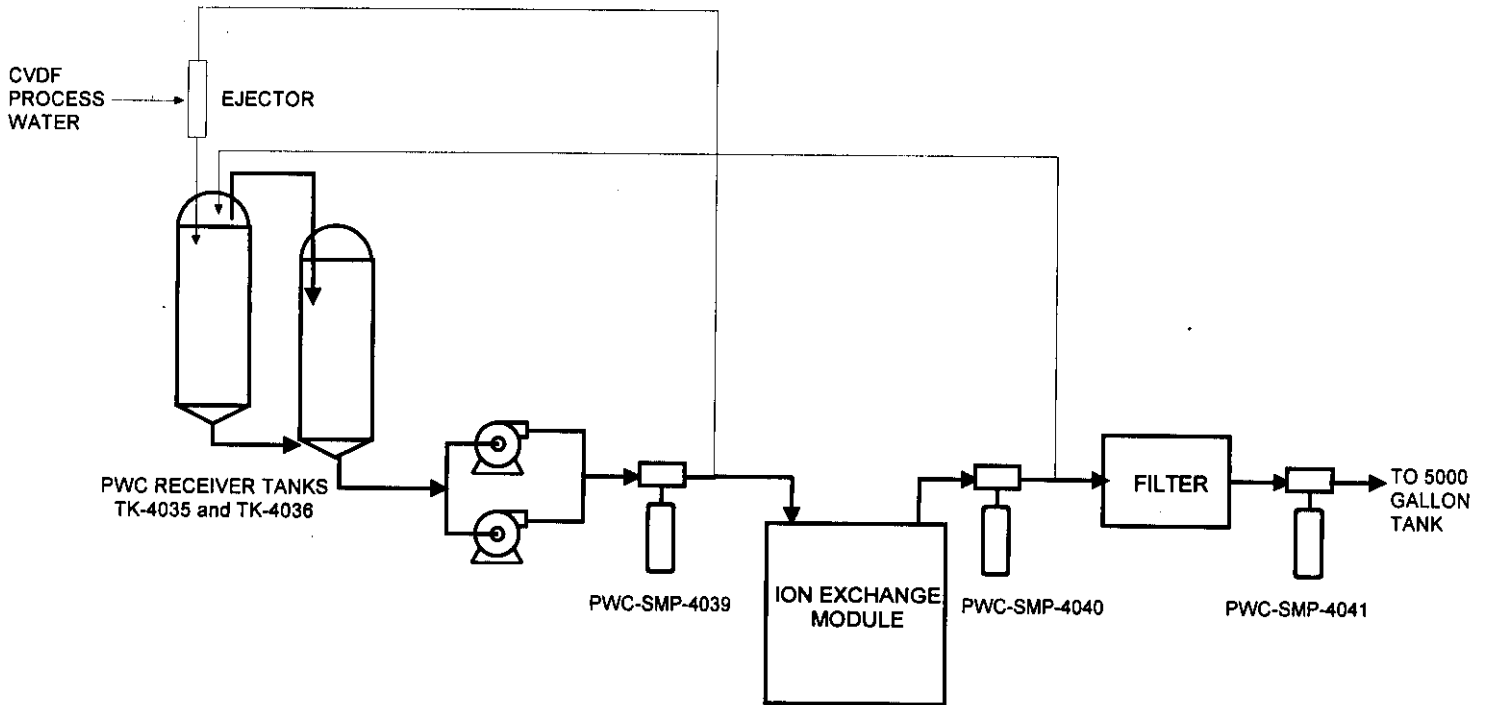 CVDF
PROCESS
WATER
EJECTOR
PWC RECEIVER TANKS
TK-4035 and TK-4036
PWC-SMP-4039
ION EXCHANGE
MODULE
PWC-SMP-4040
FILTER
PWC-SMP-4041
TO 5000
GALLON
TANK